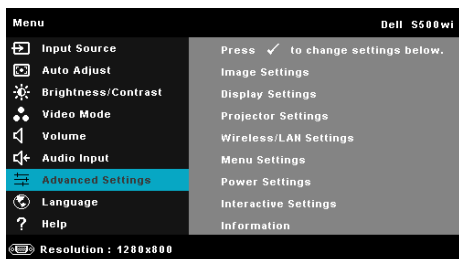 Menu Dell S500wi
Input Source
Auto Adjust
Brightness/Contrast
Video Mode
Volume
Audio Input
Advanced Settings
Language
Help
Press ✓ to change settings below.
Image Settings
Display Settings
Projector Settings
Wireless/LAN Settings
Menu Settings
Power Settings
Interactive Settings
Information
Resolution : 1280x800